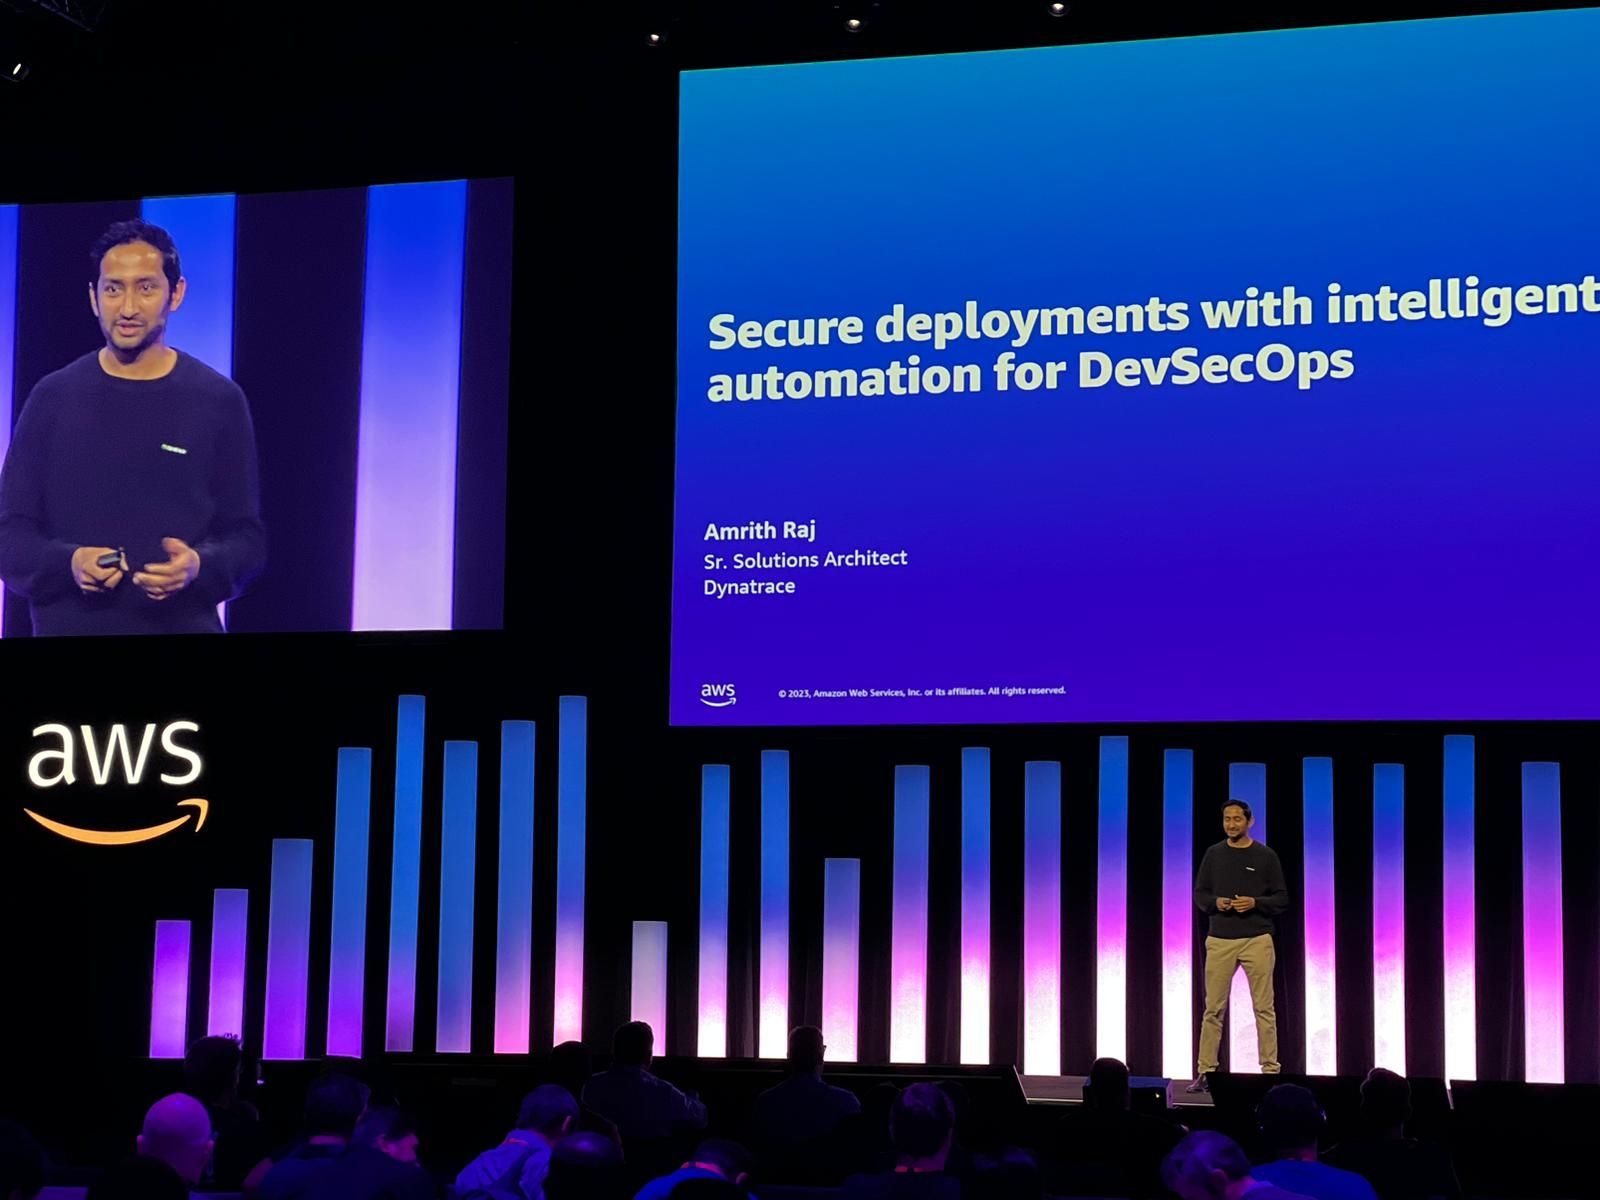 Secure deployments with intelligent
automation for DevSecOps
Amrith Raj
Sr. Solutions Architect
Dynatrace
aws
© 2023, Amazon Web Services, Inc. or its affiliates. All rights reserved.
aws